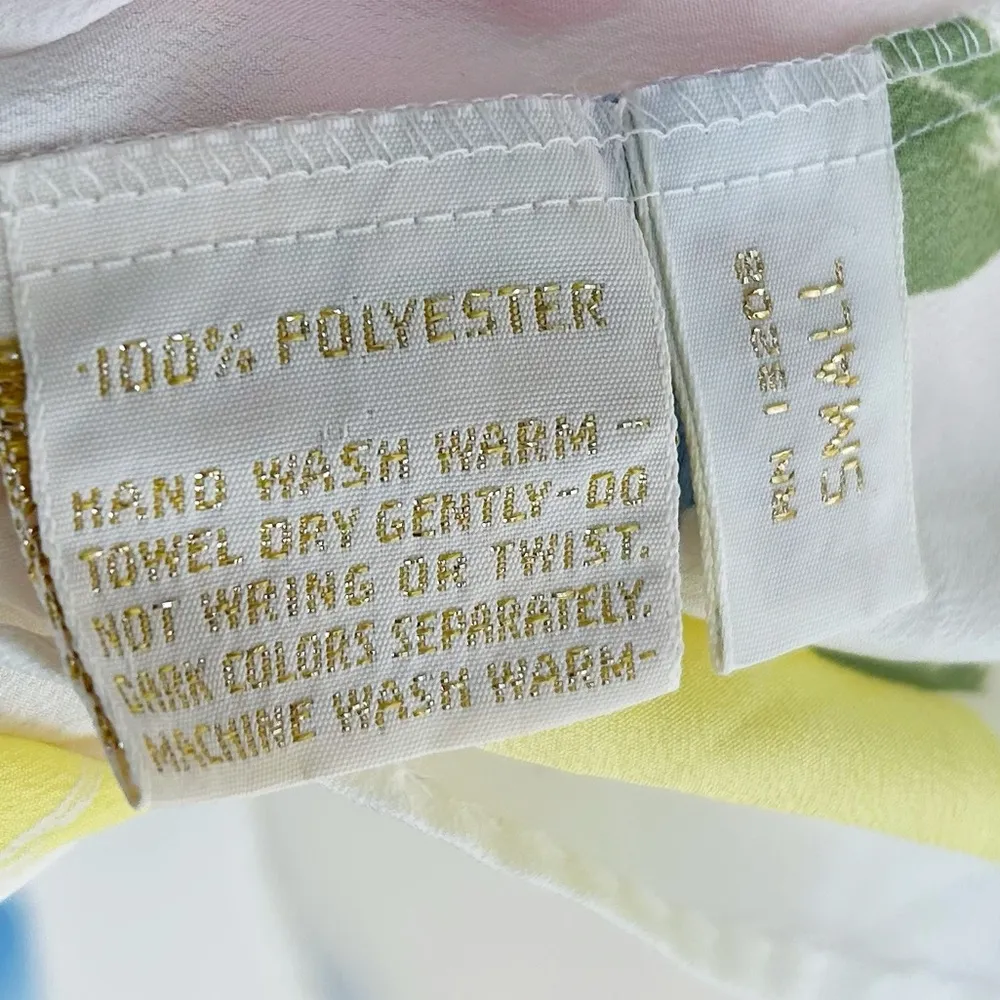 100% POLYESTER
HAND WASH WARM -
TOWEL DRY GENTLY-DO
NOT WRING OR TWIST.
DARK COLORS SEPARATELY.
MACHINE WASH WARM-
RN 13208
SMALL